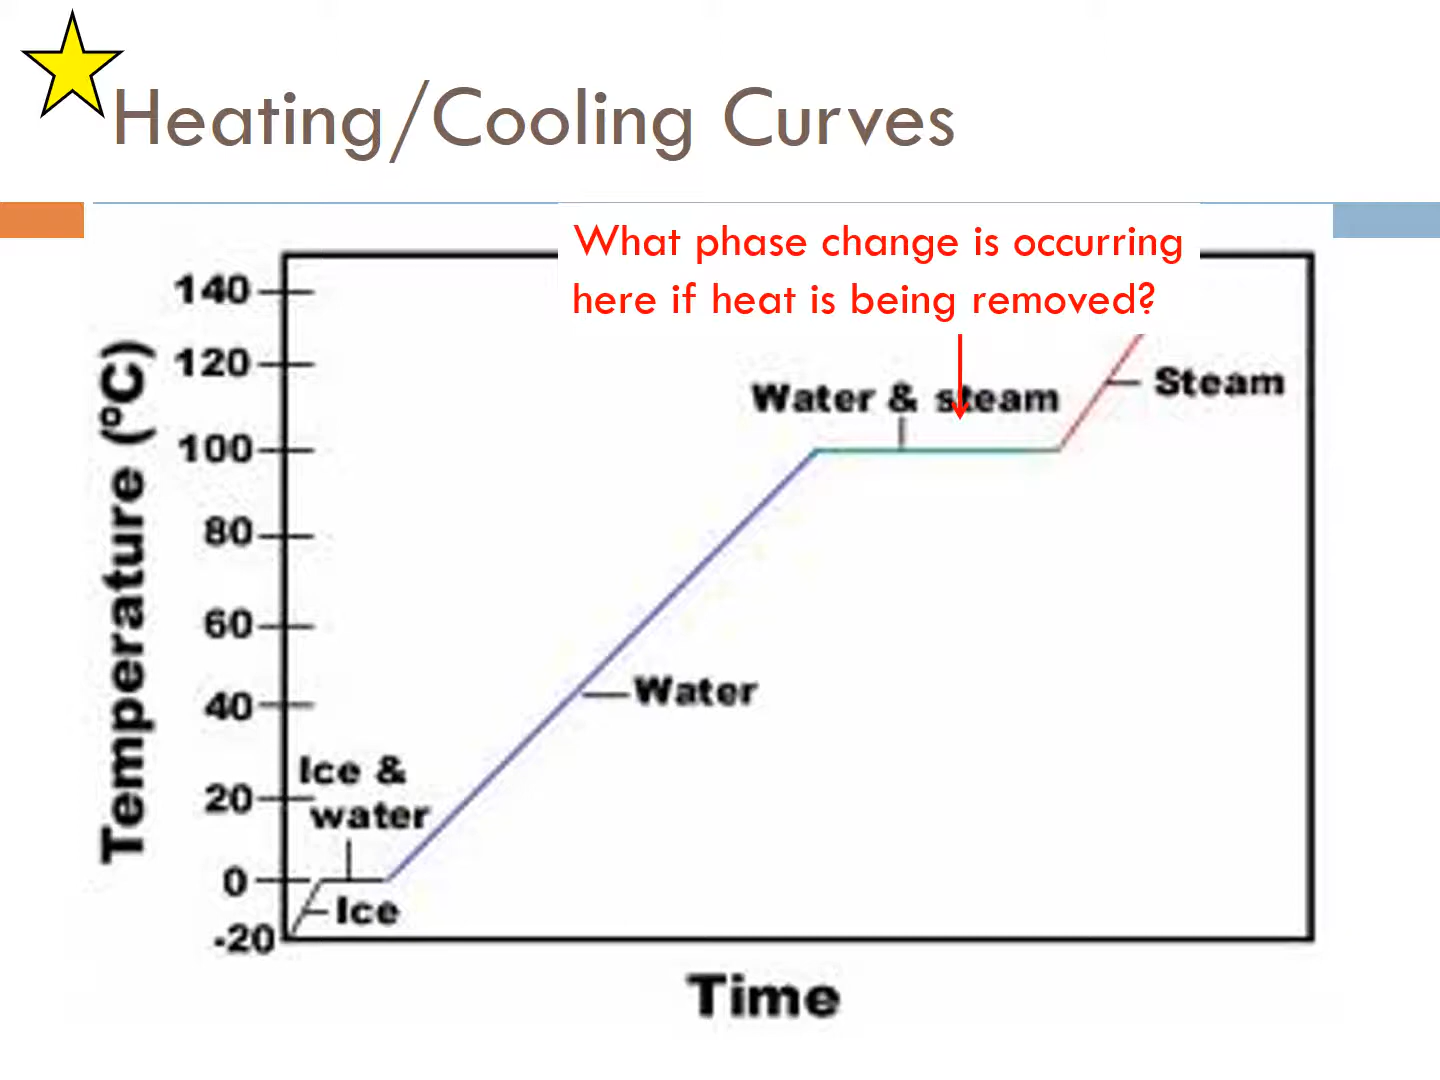 Heating/Cooling Curves
What phase change is occurring
here if heat is being removed?
140
120
100
80
60
40
20
0
-20
Temperature (ºC)
Water & steam
Steam
Water
Ice &
water
Ice
Time